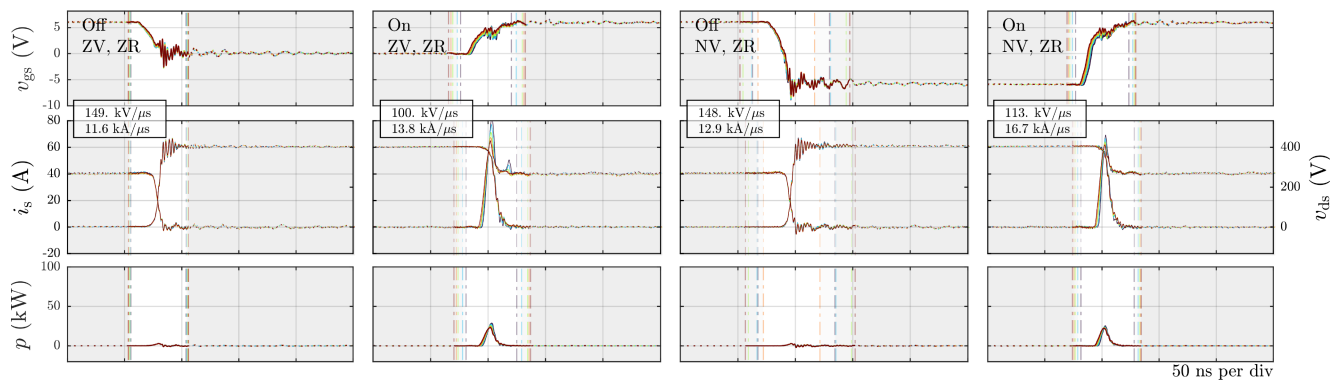 Off
ZV, ZR
On
ZV, ZR
Off
NV, ZR
On
NV, ZR
v_gs (V)
5
0
-5
-10
149. kV/μs
11.6 kA/μs
100. kV/μs
13.8 kA/μs
148. kV/μs
12.9 kA/μs
113. kV/μs
16.7 kA/μs
i_s (A)
80
60
40
20
0
-20
400
200
0
v_ds (V)
p (kW)
100
50
0
50 ns per div